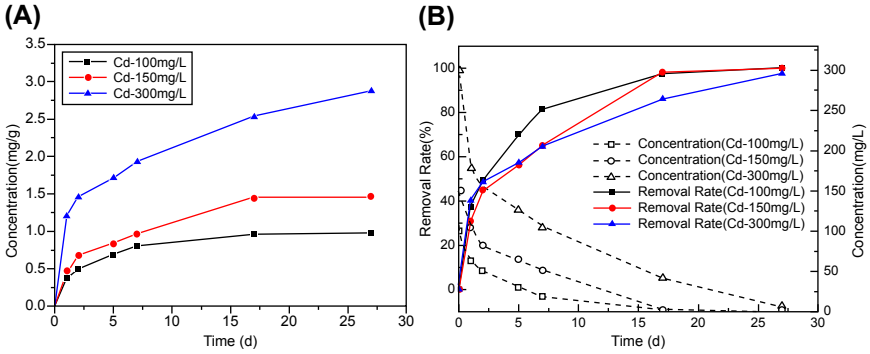 (A)
3.5
3.0
2.5
2.0
1.5
1.0
0.5
0.0
Concentration(mg/g)
Cd-100mg/L
Cd-150mg/L
Cd-300mg/L
0 5 10 15 20 25 30
Time (d)
(B)
100
80
60
40
20
0
Removal Rate(%)
Concentration(Cd-100mg/L)
Concentration(Cd-150mg/L)
Concentration(Cd-300mg/L)
Removal Rate(Cd-100mg/L)
Removal Rate(Cd-150mg/L)
Removal Rate(Cd-300mg/L)
300
250
200
150
100
50
0
Concentration(mg/L)
0 5 10 15 20 25 30
Time (d)